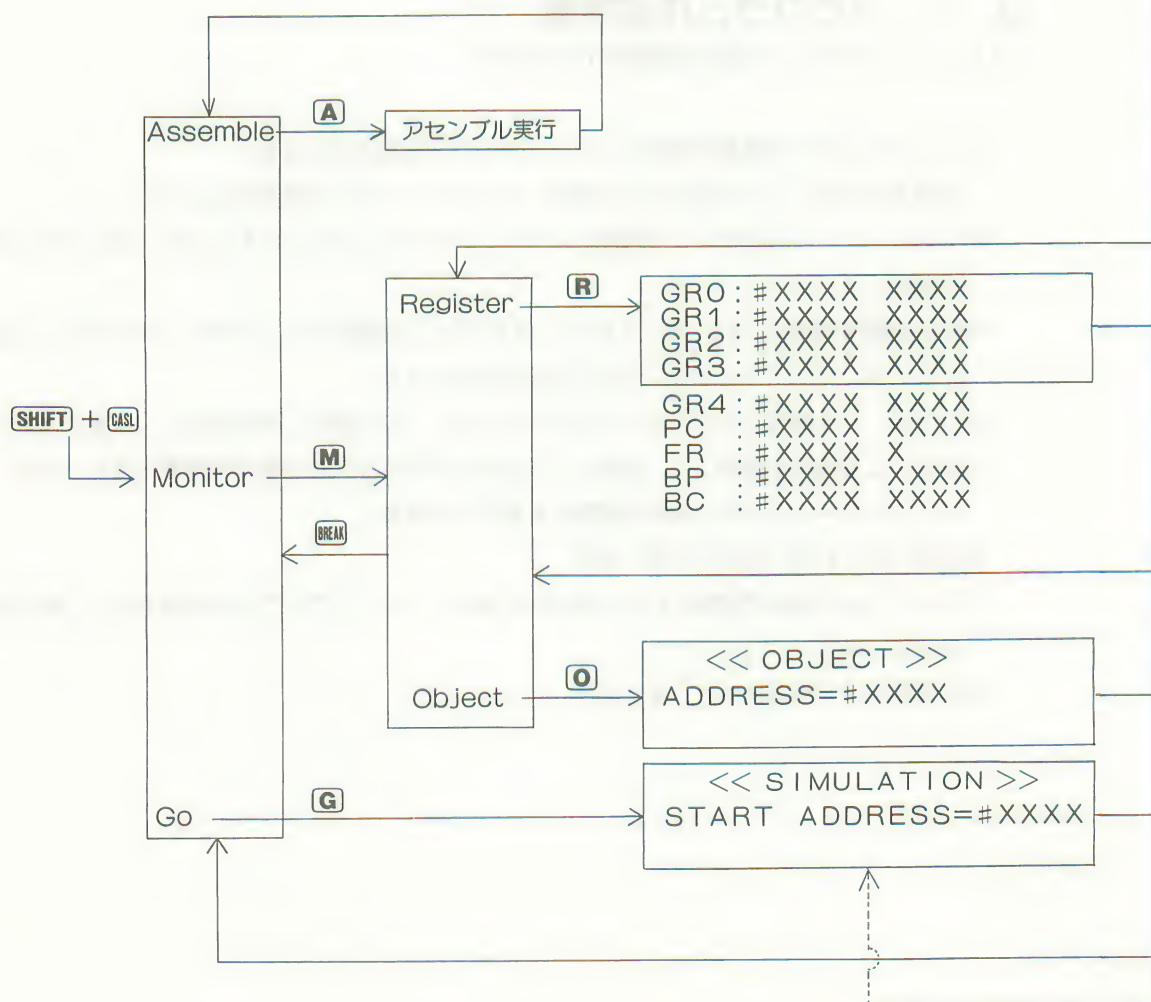 Assemble
A
アセンブル実行
Register
R
GR0:#XXXX XXXX
GR1:#XXXX XXXX
GR2:#XXXX XXXX
GR3:#XXXX XXXX
GR4:#XXXX XXXX
PC :#XXXX XXXX
FR :#XXXX X
BP :#XXXX XXXX
BC :#XXXX XXXX
SHIFT + CASL
Monitor
M
BREAK
Object
O
<< OBJECT >>
ADDRESS=#XXXX
Go
G
<< SIMULATION >>
START ADDRESS=#XXXX